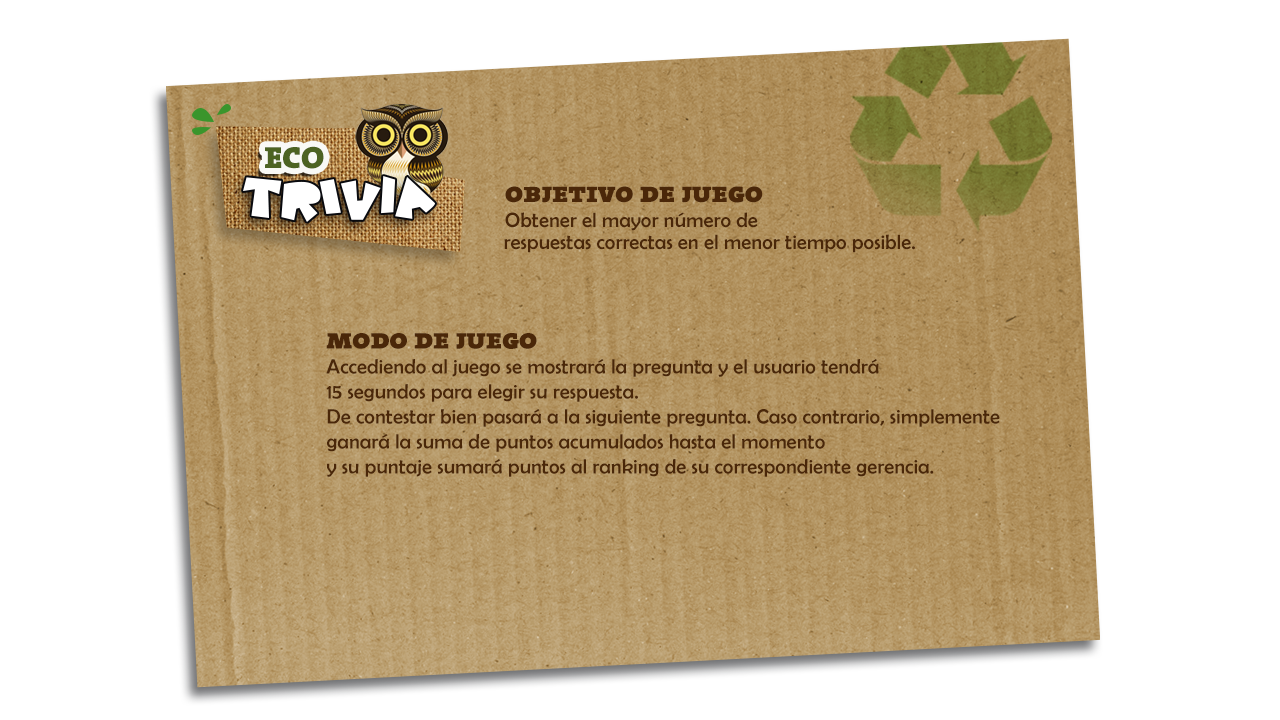 ECO
TRIVIA
OBJETIVO DE JUEGO
Obtener el mayor número de
respuestas correctas en el menor tiempo posible.
MODO DE JUEGO
Accediendo al juego se mostrará la pregunta y el usuario tendrá
15 segundos para elegir su respuesta.
De contestar bien pasará a la siguiente pregunta. Caso contrario, simplemente
ganará la suma de puntos acumulados hasta el momento
y su puntaje sumará puntos al ranking de su correspondiente gerencia.